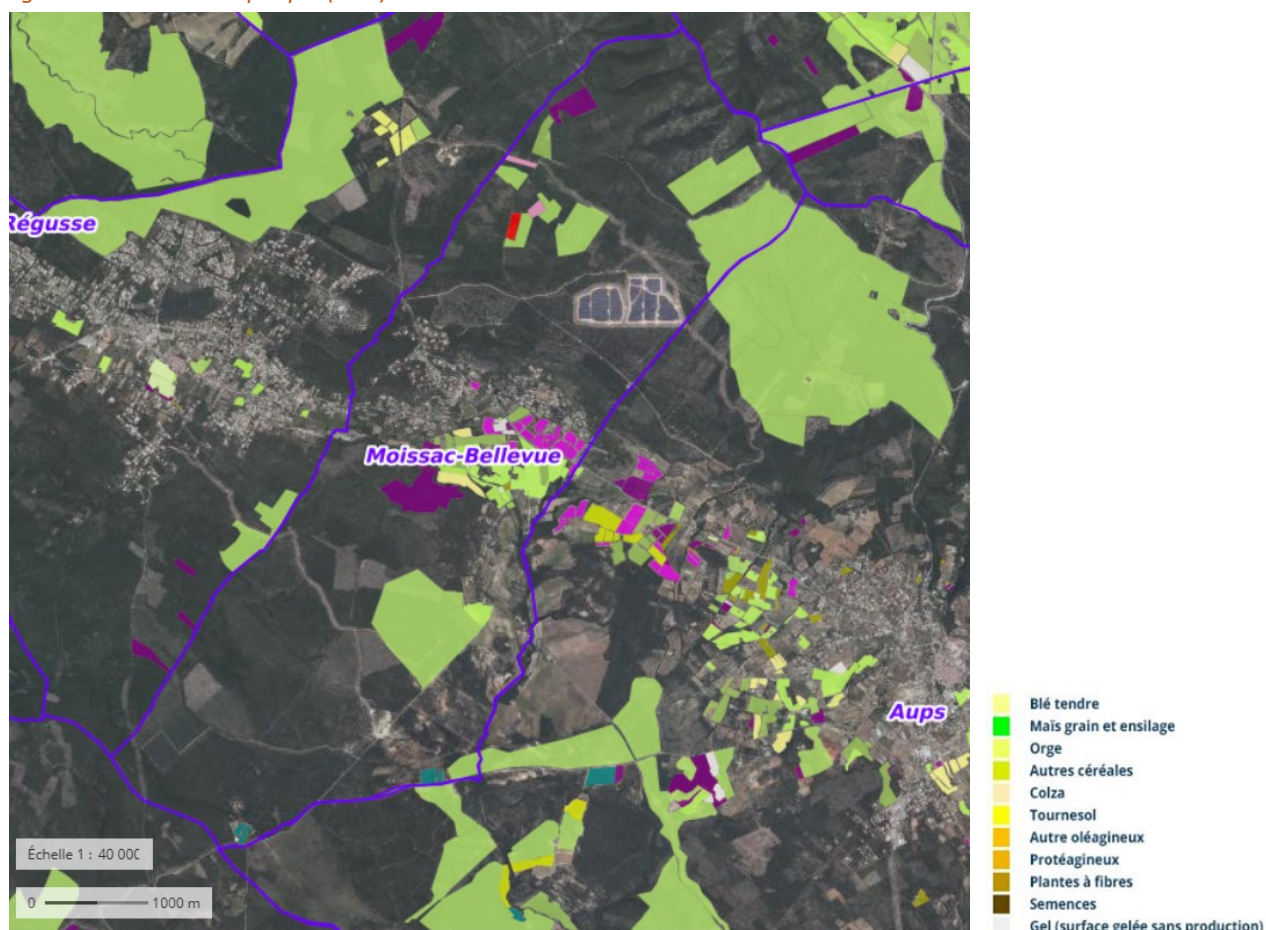 Régusse
Moissac-Bellevue
Aups
Échelle 1 : 40 000
0 1000 m
Blé tendre
Maïs grain et ensilage
Orge
Autres céréales
Colza
Tournesol
Autre oléagineux
Protéagineux
Plantes à fibres
Semences
Gel (surface gelée sans production)